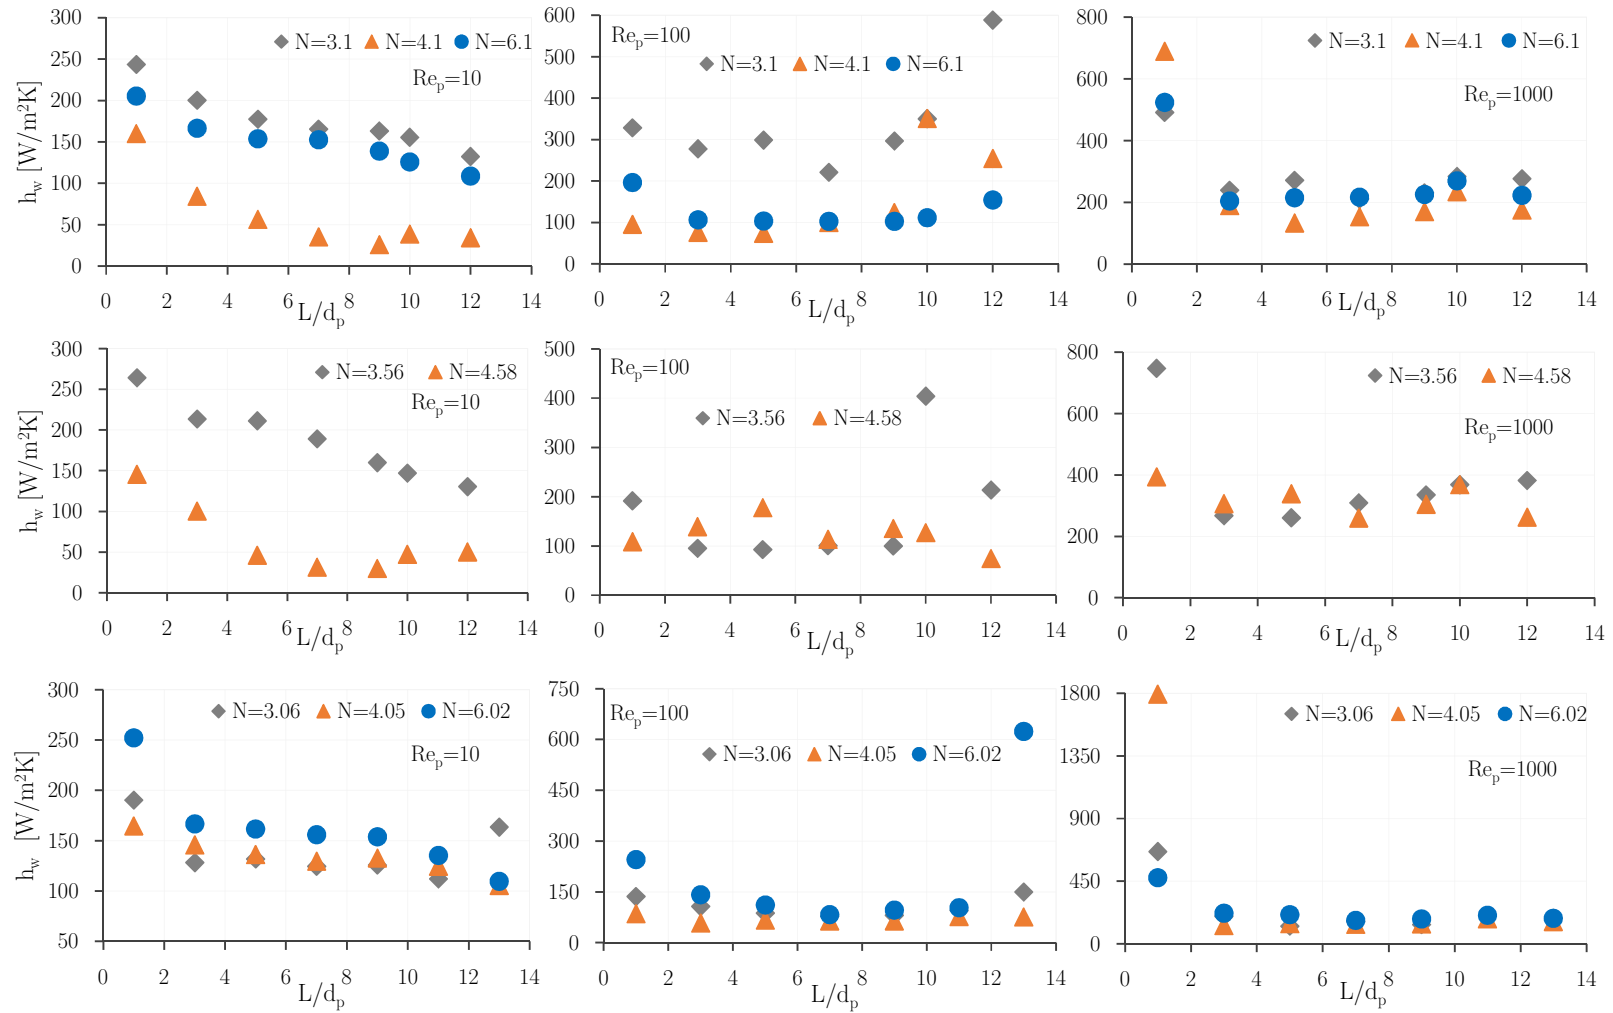 300
250
200
150
100
50
0
h_w [W/m²K]
N=3.1 N=4.1 N=6.1
Re_p=10
0 2 4 6 8 10 12 14
L/d_p
600
500
400
300
200
100
0
Re_p=100
N=3.1 N=4.1 N=6.1
0 2 4 6 8 10 12 14
L/d_p
800
600
400
200
0
N=3.1 N=4.1 N=6.1
Re_p=1000
0 2 4 6 8 10 12 14
L/d_p
300
250
200
150
100
50
0
h_w [W/m²K]
N=3.56 N=4.58
Re_p=10
0 2 4 6 8 10 12 14
L/d_p
500
400
300
200
100
0
Re_p=100
N=3.56 N=4.58
0 2 4 6 8 10 12 14
L/d_p
800
600
400
200
0
N=3.56 N=4.58
Re_p=1000
0 2 4 6 8 10 12 14
L/d_p
300
250
200
150
100
50
h_w [W/m²K]
N=3.06 N=4.05 N=6.02
Re_p=10
0 2 4 6 8 10 12 14
L/d_p
750
600
450
300
150
0
Re_p=100
N=3.06 N=4.05 N=6.02
0 2 4 6 8 10 12 14
L/d_p
1800
1350
900
450
0
N=3.06 N=4.05 N=6.02
Re_p=1000
0 2 4 6 8 10 12 14
L/d_p